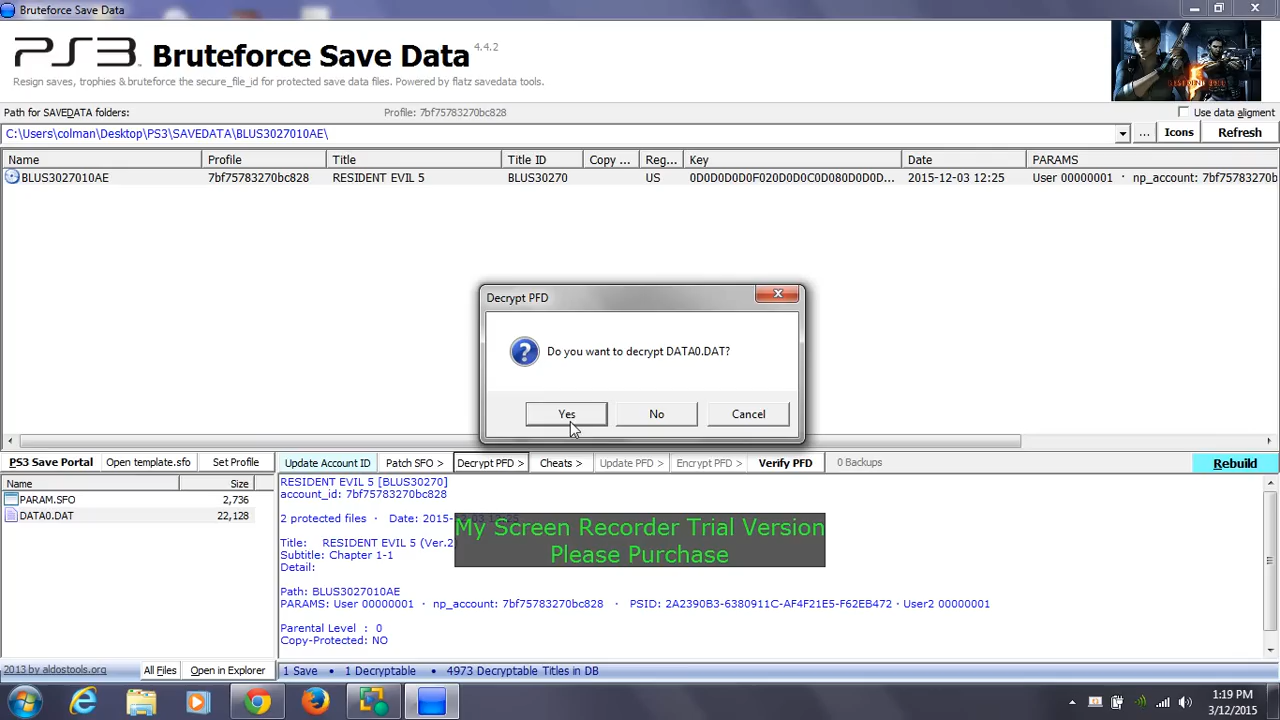 Bruteforce Save Data
PS3 Bruteforce Save Data 4.4.2
Resign saves, trophies & bruteforce the secure_file_id for protected save data files. Powered by flatz savedata tools.
Path for SAVEDATA folders: Profile: 7bf75783270bc828 Use data aligment
C:\Users\colman\Desktop\PS3\SAVEDATA\BLUS3027010AE\ ... Icons Refresh
Name Profile Title Title ID Copy ... Reg... Key Date PARAMS
BLUS3027010AE 7bf75783270bc828 RESIDENT EVIL 5 BLUS30270 US 0D0D0D0D0F020D0D0C0D080D0D0D... 2015-12-03 12:25 User 00000001 · np_account: 7bf75783270b
Decrypt PFD
Do you want to decrypt DATA0.DAT?
Yes No Cancel
PS3 Save Portal Open template.sfo Set Profile Update Account ID Patch SFO > Decrypt PFD > Cheats > Update PFD > Encrypt PFD > Verify PFD 0 Backups Rebuild
Name Size
PARAM.SFO 2,736
DATA0.DAT 22,128
RESIDENT EVIL 5 [BLUS30270]
account_id: 7bf75783270bc828
2 protected files · Date: 2015-
My Screen Recorder Trial Version
Please Purchase
Title: RESIDENT EVIL 5 (Ver.2
Subtitle: Chapter 1-1
Detail:
Path: BLUS3027010AE
PARAMS: User 00000001 · np_account: 7bf75783270bc828 · PSID: 2A2390B3-6380911C-AF4F21E5-F62EB472 · User2 00000001
Parental Level : 0
Copy-Protected: NO
2013 by aldostools.org All Files Open in Explorer 1 Save • 1 Decryptable • 4973 Decryptable Titles in DB
1:19 PM
3/12/2015